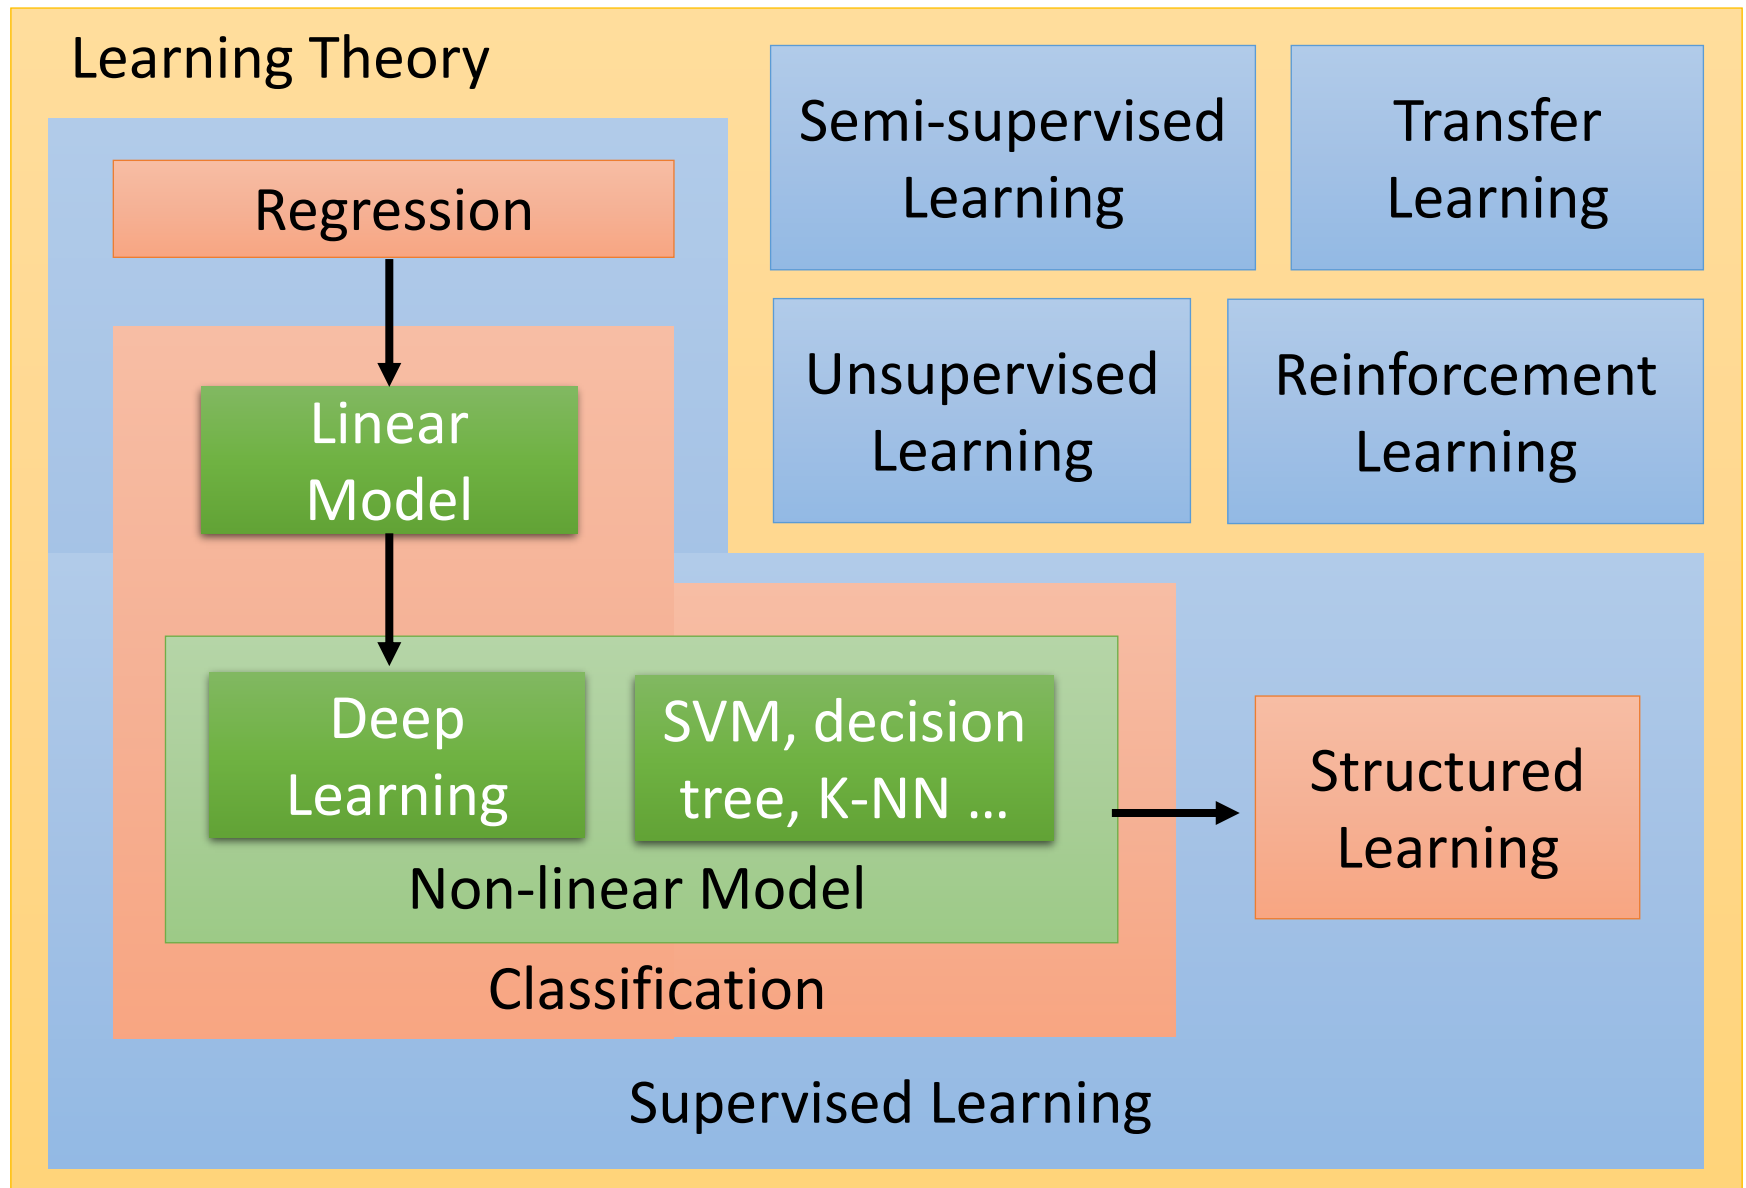 Learning Theory
Semi-supervised
Learning
Transfer
Learning
Regression
Unsupervised
Learning
Reinforcement
Learning
Linear
Model
Deep
Learning
SVM, decision
tree, K-NN ...
Non-linear Model
Structured
Learning
Classification
Supervised Learning